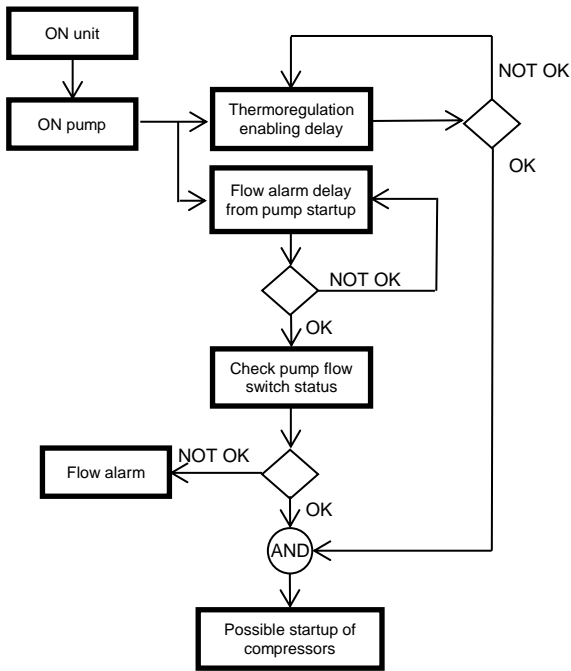 ON unit
NOT OK
ON pump
Thermoregulation
enabling delay
OK
Flow alarm delay
from pump startup
NOT OK
OK
Check pump flow
switch status
NOT OK
Flow alarm
OK
AND
Possible startup of
compressors